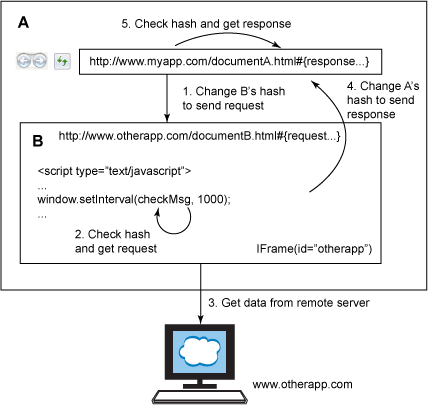 5. Check hash and get response
A
http://www.myapp.com/documentA.html#{response...}
1. Change B's hash
to send request
4. Change A's
hash to send
response
B
http://www.otherapp.com/documentB.html#{request...}
<script type="text/javascript">
...
window.setInterval(checkMsg, 1000);
...
2. Check hash
and get request
IFrame(id="otherapp")
3. Get data from remote server
www.otherapp.com